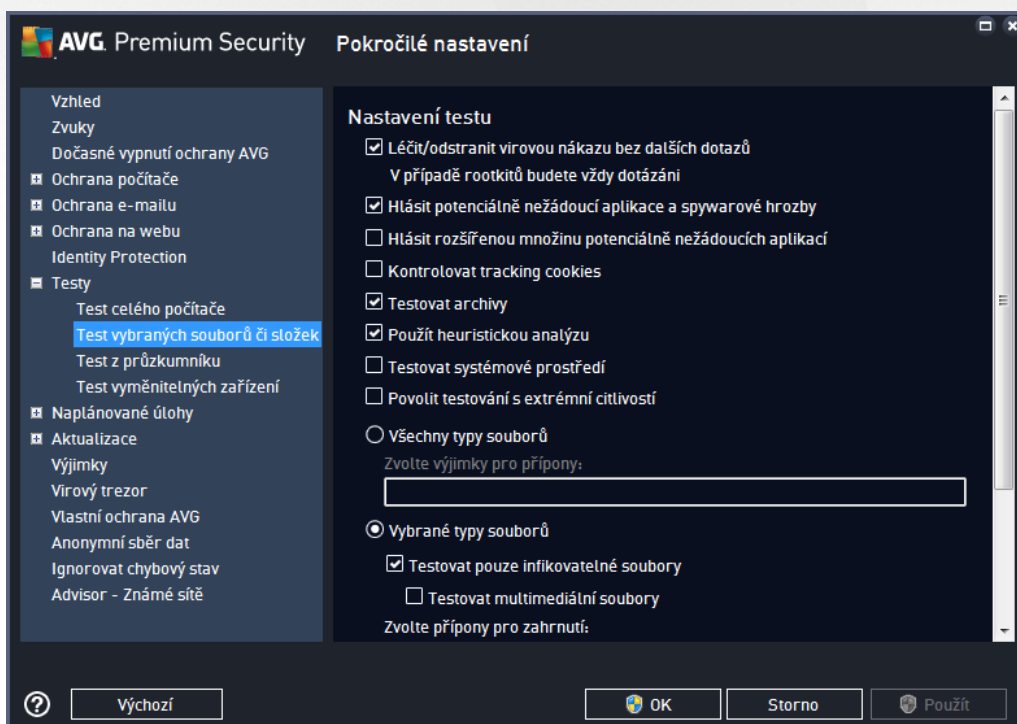 AVG. Premium Security
Pokročilé nastavení
Vzhled
Zvuky
Dočasné vypnutí ochrany AVG
Ochrana počítače
Ochrana e-mailu
Ochrana na webu
Identity Protection
Testy
Test celého počítače
Test vybraných souborů či složek
Test z průzkumníku
Test vyměnitelných zařízení
Naplánované úlohy
Aktualizace
Výjimky
Virový trezor
Vlastní ochrana AVG
Anonymní sběr dat
Ignorovat chybový stav
Advisor - Známé sítě
Nastavení testu
Léčit/odstranit virovou nákazu bez dalších dotazů
V případě rootkitů budete vždy dotázáni
Hlásit potenciálně nežádoucí aplikace a spywarové hrozby
Hlásit rozšířenou množinu potenciálně nežádoucích aplikací
Kontrolovat tracking cookies
Testovat archivy
Použít heuristickou analýzu
Testovat systémové prostředí
Povolit testování s extrémní citlivostí
Všechny typy souborů
Zvolte výjimky pro přípony:
Vybrané typy souborů
Testovat pouze infikovatelné soubory
Testovat multimediální soubory
Zvolte přípony pro zahrnutí:
? Výchozí
OK
Storno
Použít